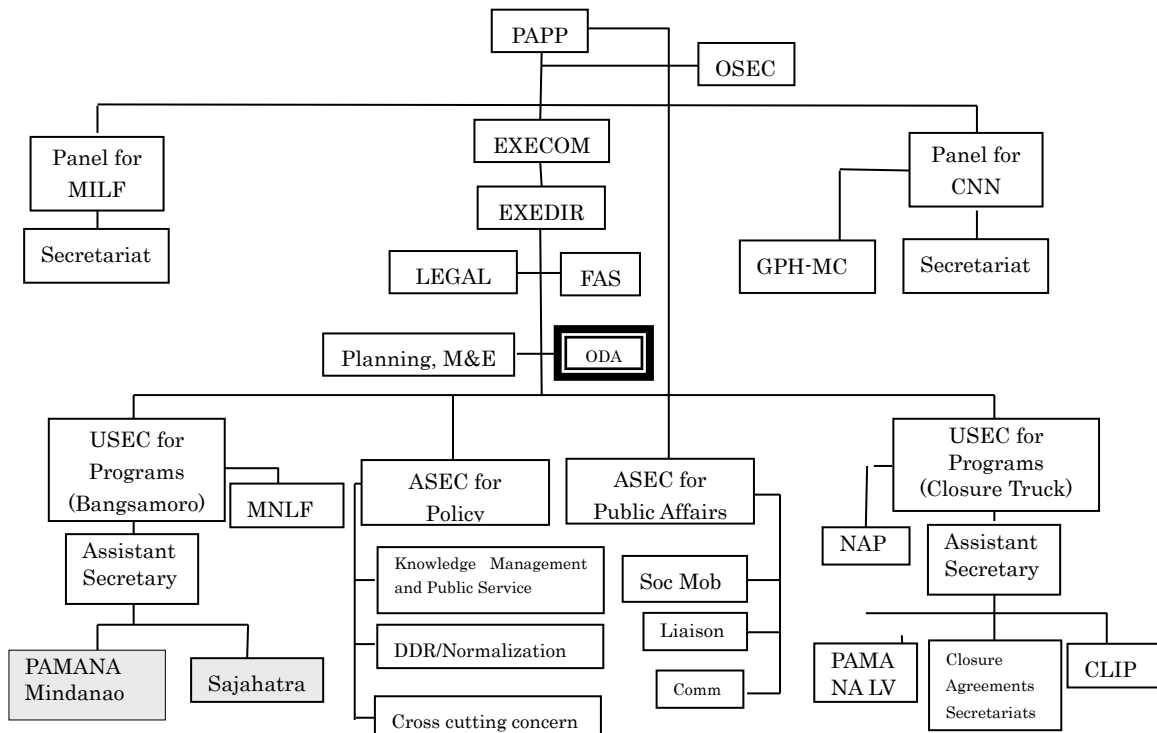 PAPP
OSEC
EXECOM
Panel for
MILF
Panel for
CNN
EXEDIR
Secretariat
GPH-MC
Secretariat
LEGAL
FAS
Planning, M&E
ODA
USEC for
Programs
(Bangsamoro)
MNLF
ASEC for
Policy
ASEC for
Public Affairs
USEC for
Programs
(Closure Truck)
NAP
Assistant
Secretary
Knowledge Management
and Public Service
Soc Mob
Assistant
Secretary
DDR/Normalization
Liaison
PAMANA
Mindanao
Sajahatra
Cross cutting concern
Comm
PAMA
NA LV
Closure
Agreements
Secretariats
CLIP